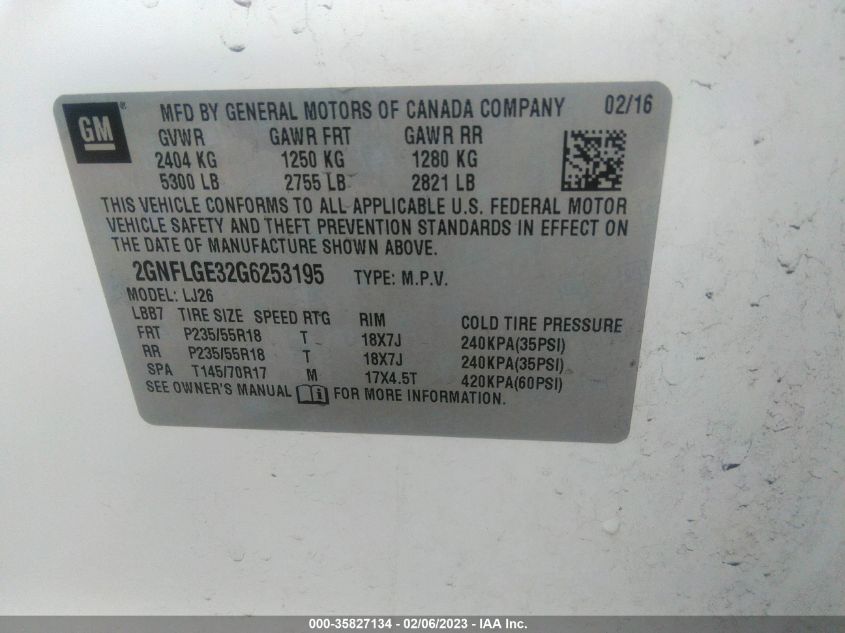 GM ® MFD BY GENERAL MOTORS OF CANADA COMPANY 02/16
GVWR GAWR FRT GAWR RR
2404 KG 1250 KG 1280 KG
5300 LB 2755 LB 2821 LB
THIS VEHICLE CONFORMS TO ALL APPLICABLE U.S. FEDERAL MOTOR
VEHICLE SAFETY AND THEFT PREVENTION STANDARDS IN EFFECT ON
THE DATE OF MANUFACTURE SHOWN ABOVE.
2GNFLGE32G6253195 TYPE: M.P.V.
MODEL: LJ26
LBB7 TIRE SIZE SPEED RTG RIM COLD TIRE PRESSURE
FRT P235/55R18 T 18X7J 240KPA(35PSI)
RR P235/55R18 T 18X7J 240KPA(35PSI)
SPA T145/70R17 M 17X4.5T 420KPA(60PSI)
SEE OWNER'S MANUAL FOR MORE INFORMATION.
000-35827134 - 02/06/2023 - IAA Inc.